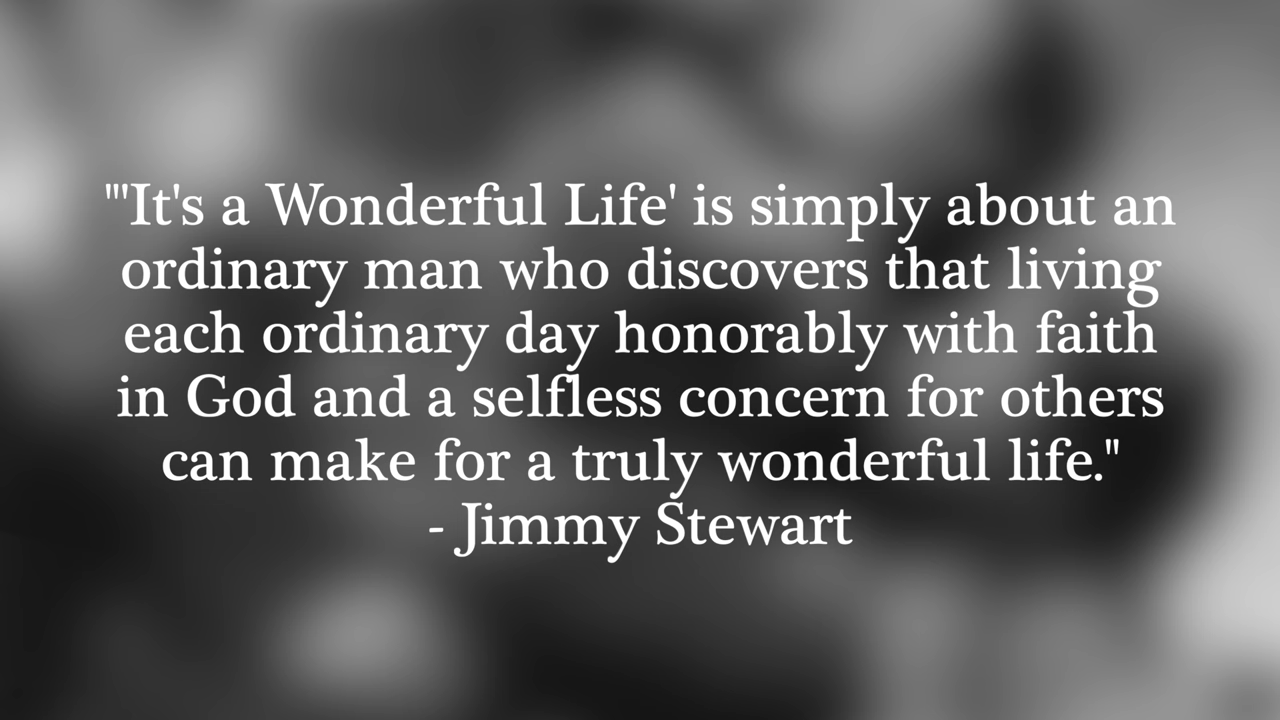 "'It's a Wonderful Life' is simply about an
ordinary man who discovers that living
each ordinary day honorably with faith
in God and a selfless concern for others
can make for a truly wonderful life."
- Jimmy Stewart